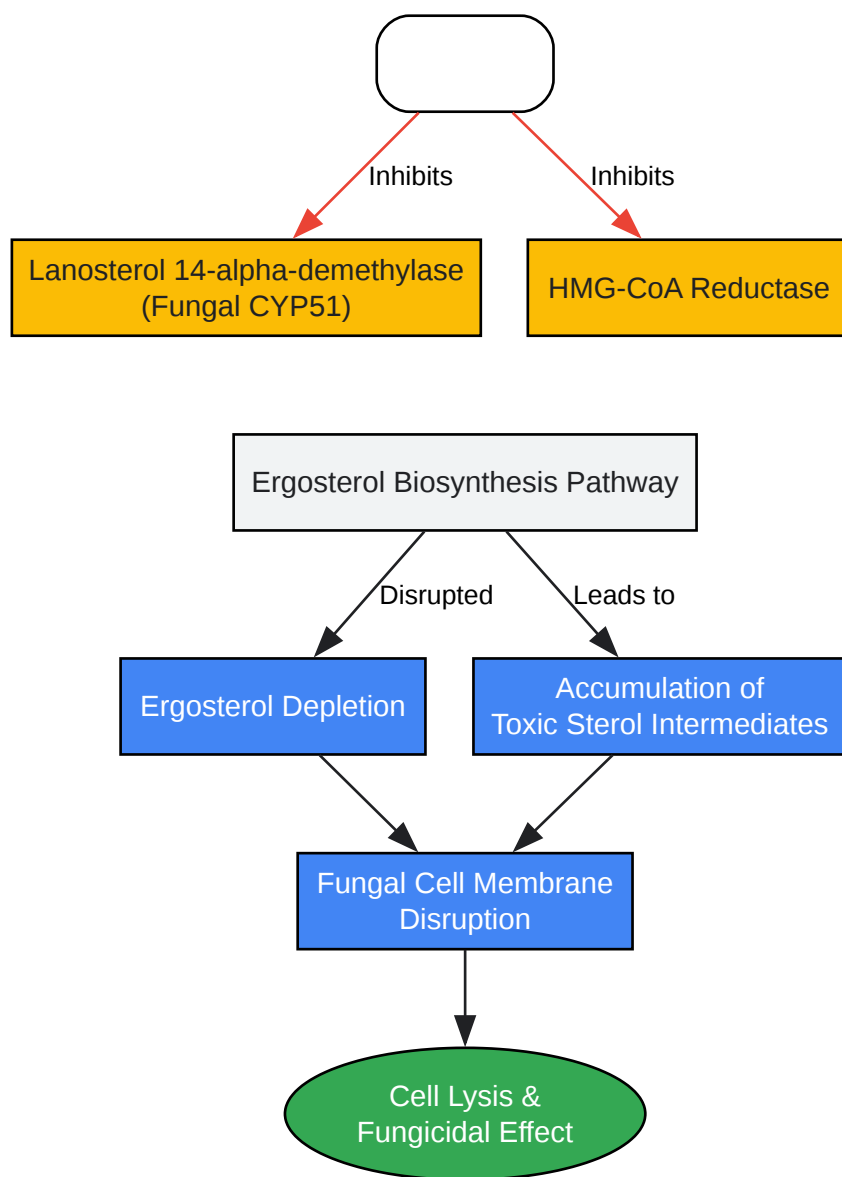 Inhibits
Inhibits
Lanosterol 14-alpha-demethylase
(Fungal CYP51)
HMG-CoA Reductase
Ergosterol Biosynthesis Pathway
Disrupted
Leads to
Ergosterol Depletion
Accumulation of
Toxic Sterol Intermediates
Fungal Cell Membrane
Disruption
Cell Lysis &
Fungicidal Effect